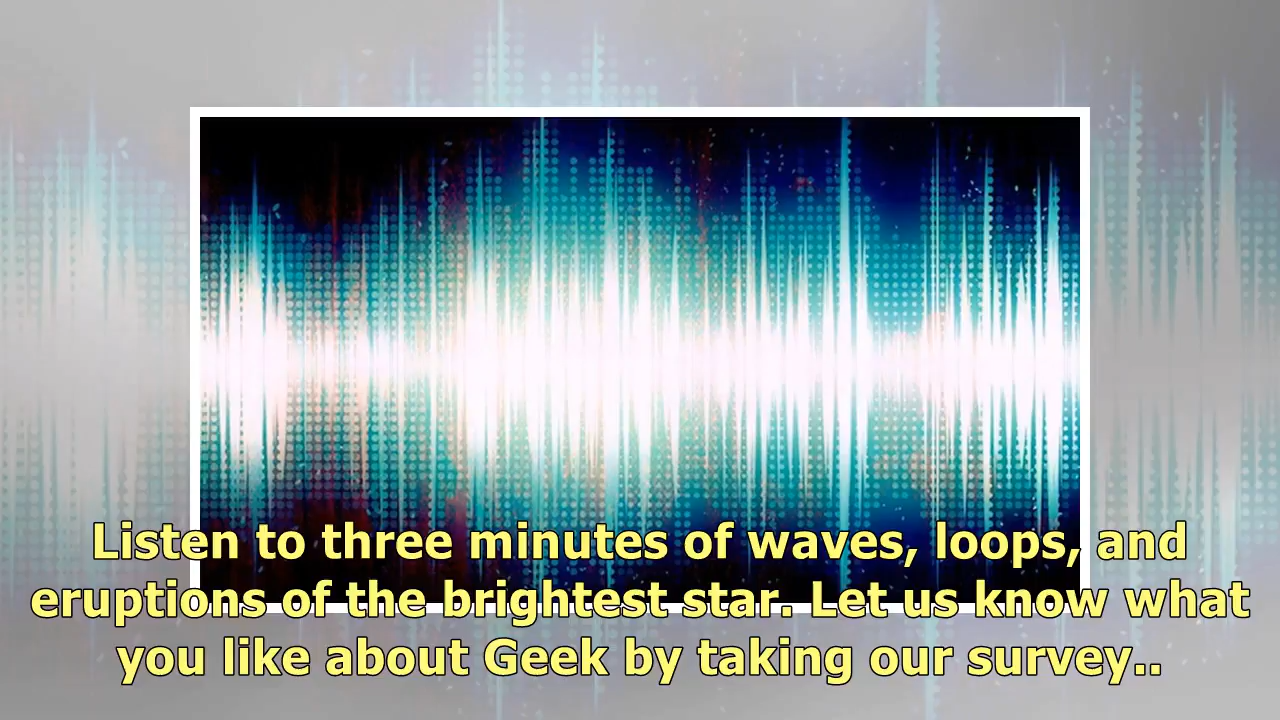 Listen to three minutes of waves, loops, and
eruptions of the brightest star. Let us know what
you like about Geek by taking our survey..